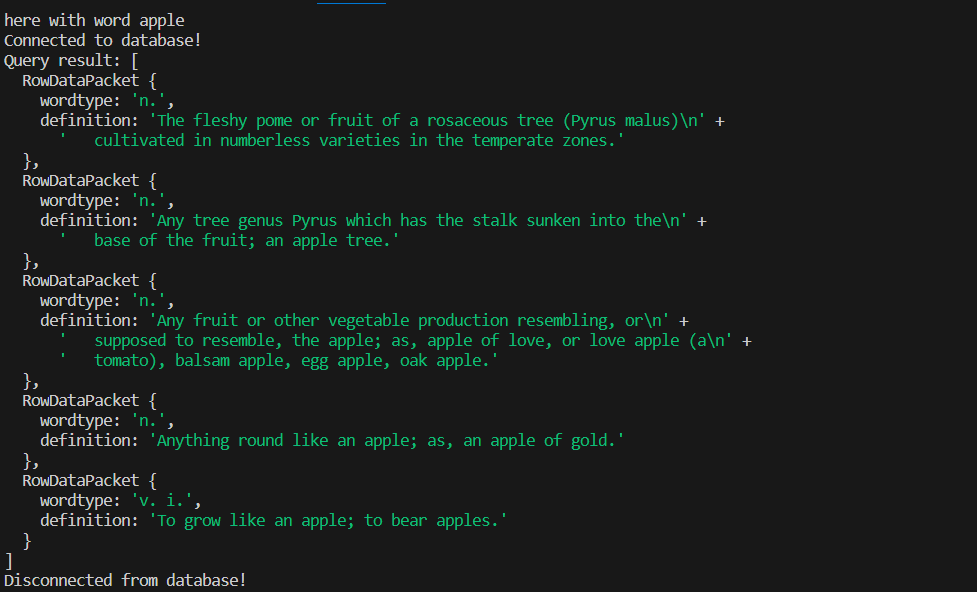 here with word apple
Connected to database!
Query result: [
  RowDataPacket {
    wordtype: 'n.',
    definition: 'The fleshy pome or fruit of a rosaceous tree (Pyrus malus)\n' +
      '   cultivated in numberless varieties in the temperate zones.'
  },
  RowDataPacket {
    wordtype: 'n.',
    definition: 'Any tree genus Pyrus which has the stalk sunken into the\n' +
      '   base of the fruit; an apple tree.'
  },
  RowDataPacket {
    wordtype: 'n.',
    definition: 'Any fruit or other vegetable production resembling, or\n' +
      '   supposed to resemble, the apple; as, apple of love, or love apple (a\n' +
      '   tomato), balsam apple, egg apple, oak apple.'
  },
  RowDataPacket {
    wordtype: 'n.',
    definition: 'Anything round like an apple; as, an apple of gold.'
  },
  RowDataPacket {
    wordtype: 'v. i.',
    definition: 'To grow like an apple; to bear apples.'
  }
]
Disconnected from database!